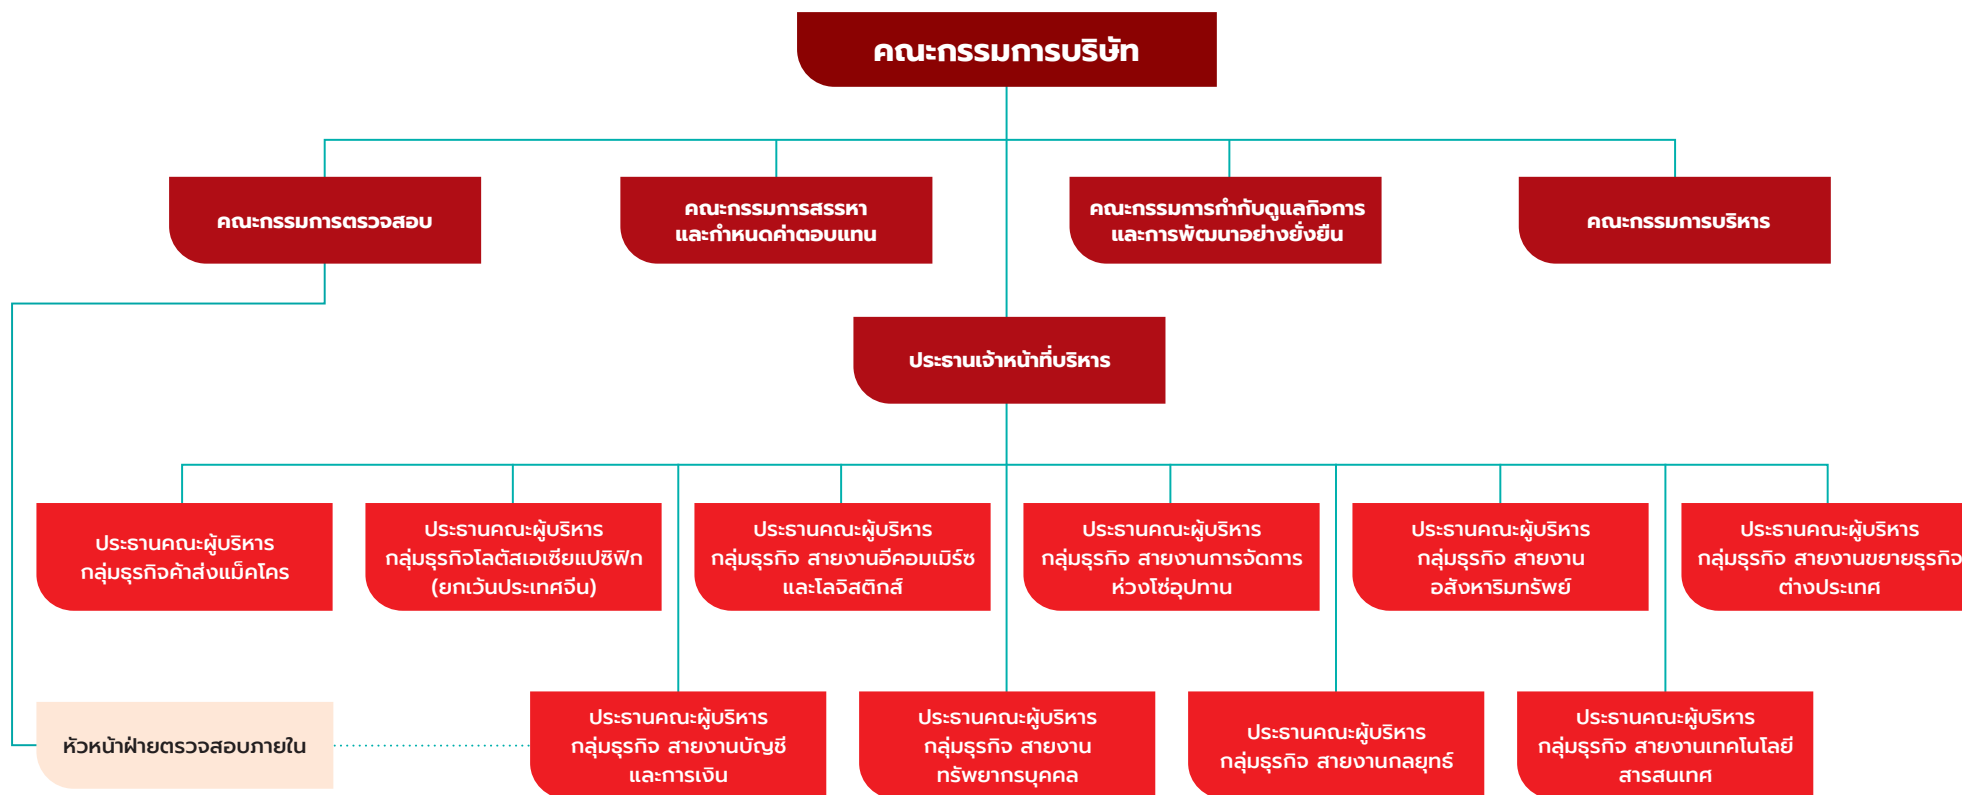 คณะกรรมการบริษัท
คณะกรรมการตรวจสอบ
คณะกรรมการสรรหา
และกำหนดค่าตอบแทน
คณะกรรมการกำกับดูแลกิจการ
และการพัฒนาอย่างยั่งยืน
คณะกรรมการบริหาร
ประธานเจ้าหน้าที่บริหาร
ประธานคณะผู้บริหาร
กลุ่มธุรกิจค้าส่งแม็คโคร
ประธานคณะผู้บริหาร
กลุ่มธุรกิจโลตัสเอเชียแปซิฟิก
(ยกเว้นประเทศจีน)
ประธานคณะผู้บริหาร
กลุ่มธุรกิจ สายงานอีคอมเมิร์ซ
และโลจิสติกส์
ประธานคณะผู้บริหาร
กลุ่มธุรกิจ สายงานการจัดการ
ห่วงโซ่อุปทาน
ประธานคณะผู้บริหาร
กลุ่มธุรกิจ สายงาน
อสังหาริมทรัพย์
ประธานคณะผู้บริหาร
กลุ่มธุรกิจ สายงานขยายธุรกิจ
ต่างประเทศ
หัวหน้าฝ่ายตรวจสอบภายใน
ประธานคณะผู้บริหาร
กลุ่มธุรกิจ สายงานบัญชี
และการเงิน
ประธานคณะผู้บริหาร
กลุ่มธุรกิจ สายงาน
ทรัพยากรบุคคล
ประธานคณะผู้บริหาร
กลุ่มธุรกิจ สายงานกลยุทธ์
ประธานคณะผู้บริหาร
กลุ่มธุรกิจ สายงานเทคโนโลยี
สารสนเทศ